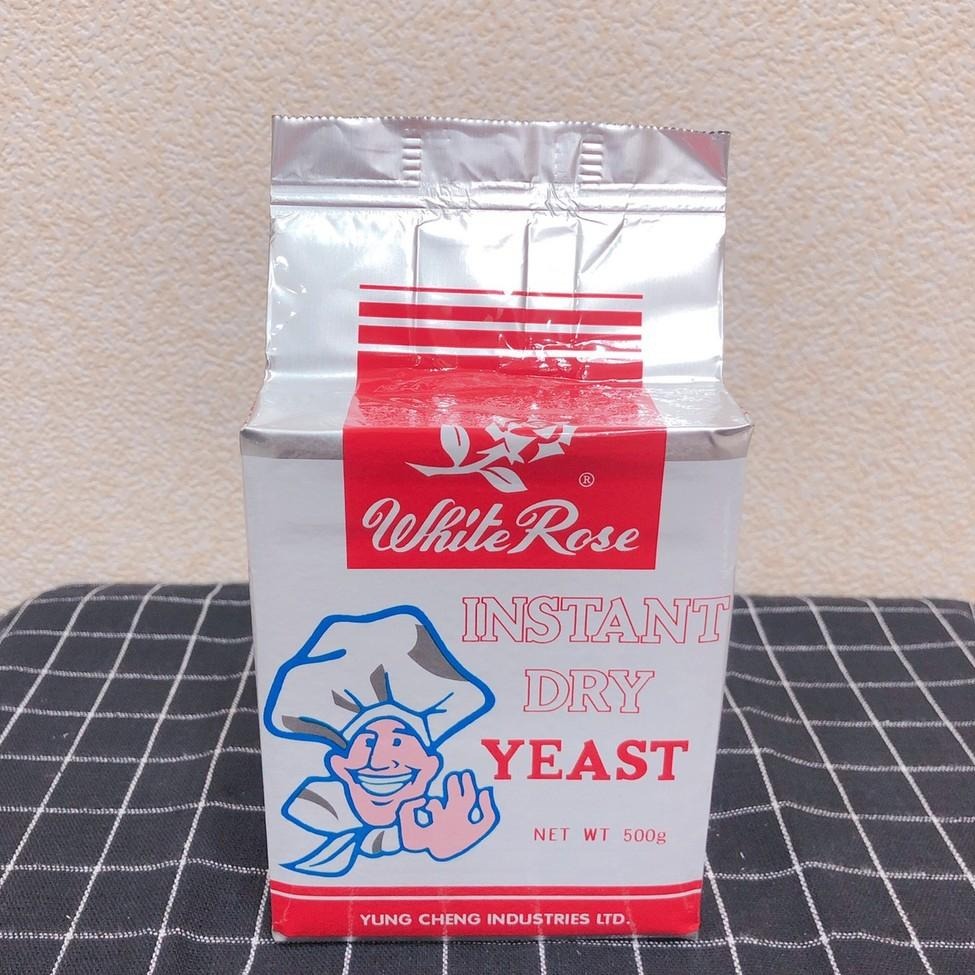 ®
White Rose
INSTANT
DRY
YEAST
NET WT 500g
YUNG CHENG INDUSTRIES LTD.